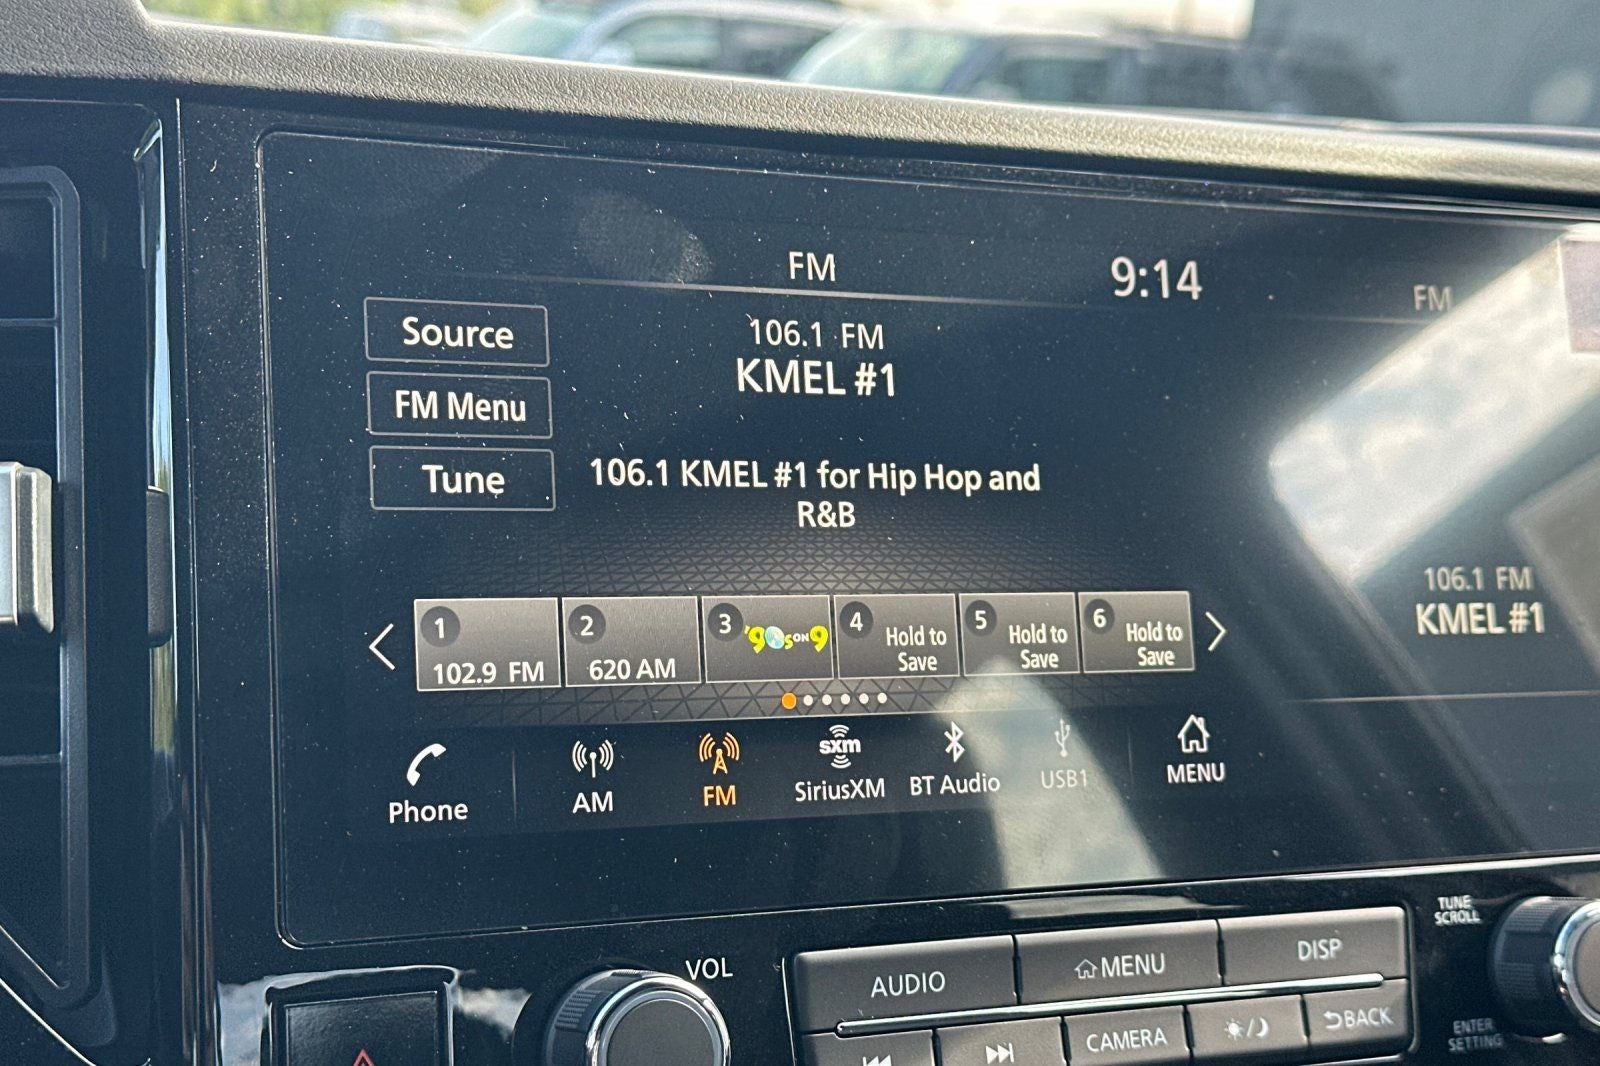 FM
9:14
FM
Source
106.1 FM
KMEL #1
FM Menu
Tune
106.1 KMEL #1 for Hip Hop and
R&B
106.1 FM
KMEL #1
1
102.9 FM
2
620 AM
3
'90s ON 9
4
Hold to
Save
5
Hold to
Save
6
Hold to
Save
Phone
AM
FM
sxm
SiriusXM
BT Audio
USB1
MENU
VOL
AUDIO
MENU
DISP
TUNE
SCROLL
CAMERA
BACK
ENTER
SETTING